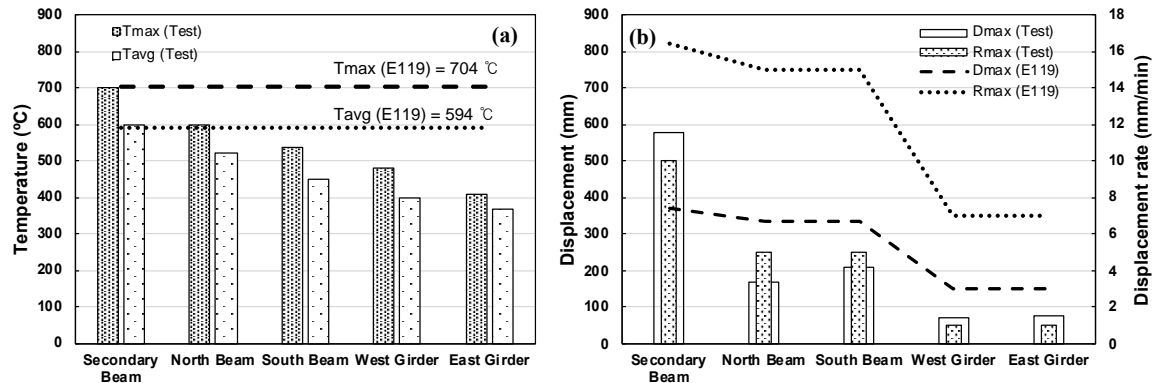 (a)
Tmax (Test)
Tavg (Test)
Tmax (E119) = 704 ℃
Tavg (E119) = 594 ℃
Temperature (ºC)
900
800
700
600
500
400
300
200
100
0
Secondary Beam
North Beam
South Beam
West Girder
East Girder
(b)
Dmax (Test)
Rmax (Test)
Dmax (E119)
Rmax (E119)
Displacement (mm)
900
800
700
600
500
400
300
200
100
0
Displacement rate (mm/min)
18
16
14
12
10
8
6
4
2
0
Secondary Beam
North Beam
South Beam
West Girder
East Girder